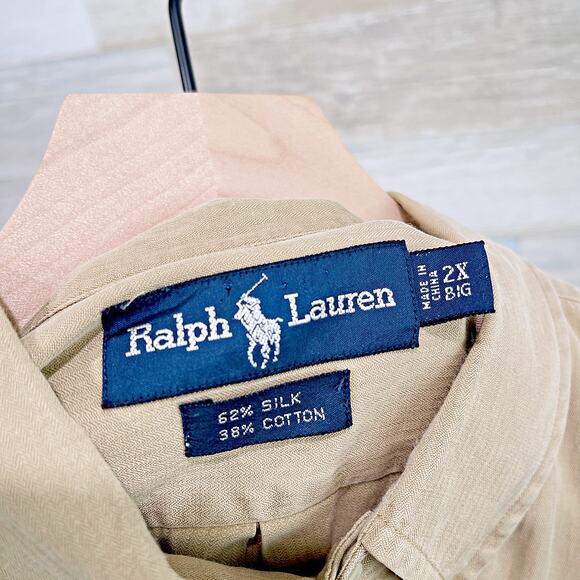 Ralph Lauren
MADE IN
CHINA
2X
BIG
62% SILK
38% COTTON